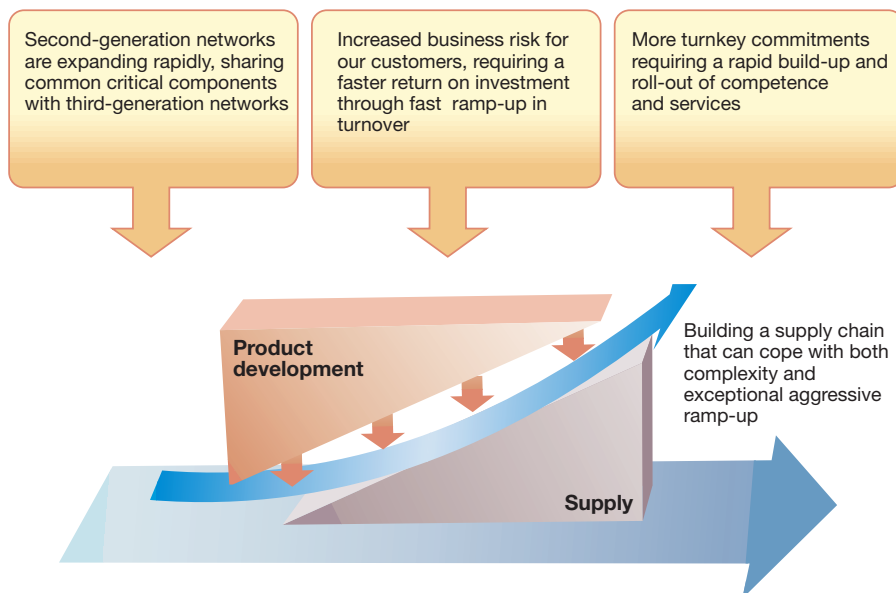 Second-generation networks
are expanding rapidly, sharing
common critical components
with third-generation networks
Increased business risk for
our customers, requiring a
faster return on investment
through fast ramp-up in
turnover
More turnkey commitments
requiring a rapid build-up and
roll-out of competence
and services
Product
development
Building a supply chain
that can cope with both
complexity and
exceptional aggressive
ramp-up
Supply